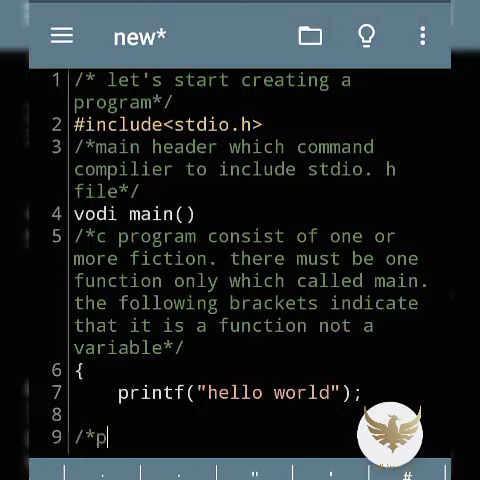 new*
1 /* let's start creating a
program*/
2 #include<stdio.h>
3 /*main header which command
compilier to include stdio. h
file*/
4 vodi main()
5 /*c program consist of one or
more fiction. there must be one
function only which called main.
the following brackets indicate
that it is a function not a
variable*/
6 {
7 printf("hello world");
8
9 /*p
" ' #